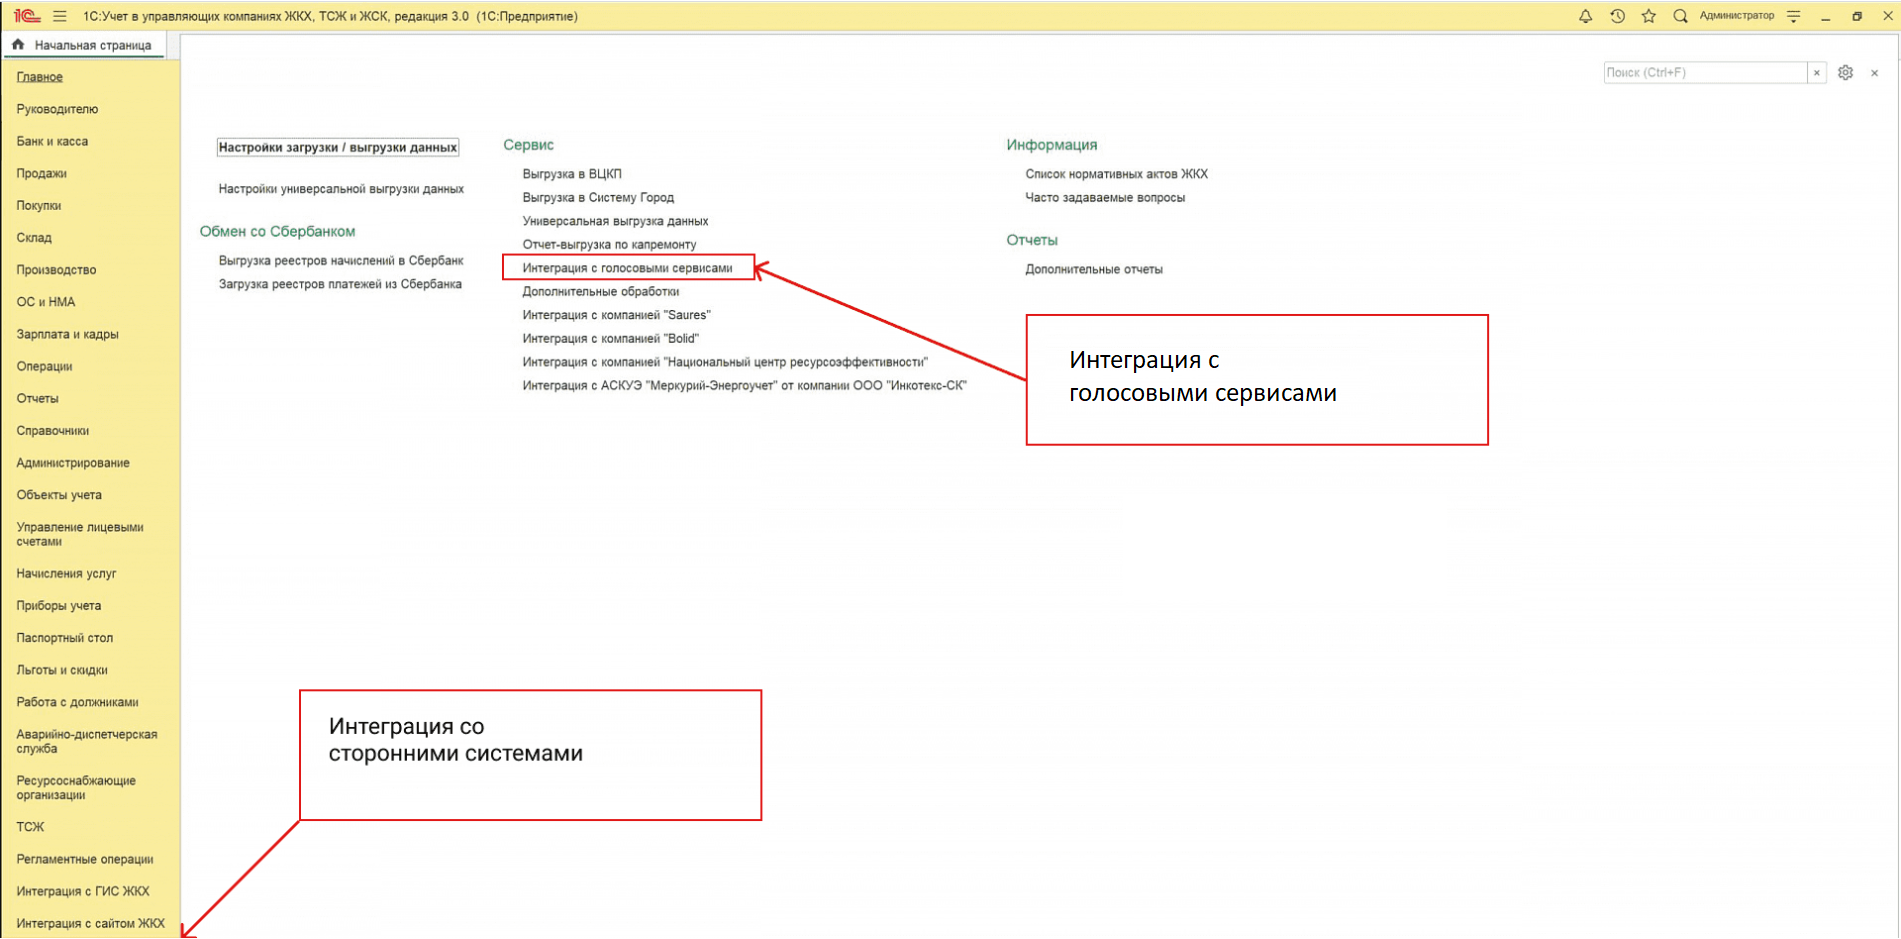 1С:Учет в управляющих компаниях ЖКХ, ТСЖ и ЖСК, редакция 3.0 (1С:Предприятие)
Администратор
Начальная страница
Поиск (Ctrl+F)
Главное
Руководителю
Банк и касса
Продажи
Покупки
Склад
Производство
ОС и НМА
Зарплата и кадры
Операции
Отчеты
Справочники
Администрирование
Объекты учета
Управление лицевыми
счетами
Начисления услуг
Приборы учета
Паспортный стол
Льготы и скидки
Работа с должниками
Аварийно-диспетчерская
служба
Ресурсоснабжающие
организации
ТСЖ
Регламентные операции
Интеграция с ГИС ЖКХ
Интеграция с сайтом ЖКХ
Настройки загрузки / выгрузки данных
Настройки универсальной выгрузки данных
Обмен со Сбербанком
Выгрузка реестров начислений в Сбербанк
Загрузка реестров платежей из Сбербанка
Сервис
Выгрузка в ВЦКП
Выгрузка в Систему Город
Универсальная выгрузка данных
Отчет-выгрузка по капремонту
Интеграция с голосовыми сервисами
Дополнительные обработки
Интеграция с компанией "Saures"
Интеграция с компанией "Bolid"
Интеграция с компанией "Национальный центр ресурсоэффективности"
Интеграция с АСКУЭ "Меркурий-Энергоучет" от компании ООО "Инкотекс-СК"
Информация
Список нормативных актов ЖКХ
Часто задаваемые вопросы
Отчеты
Дополнительные отчеты
Интеграция с
голосовыми сервисами
Интеграция со
сторонними системами